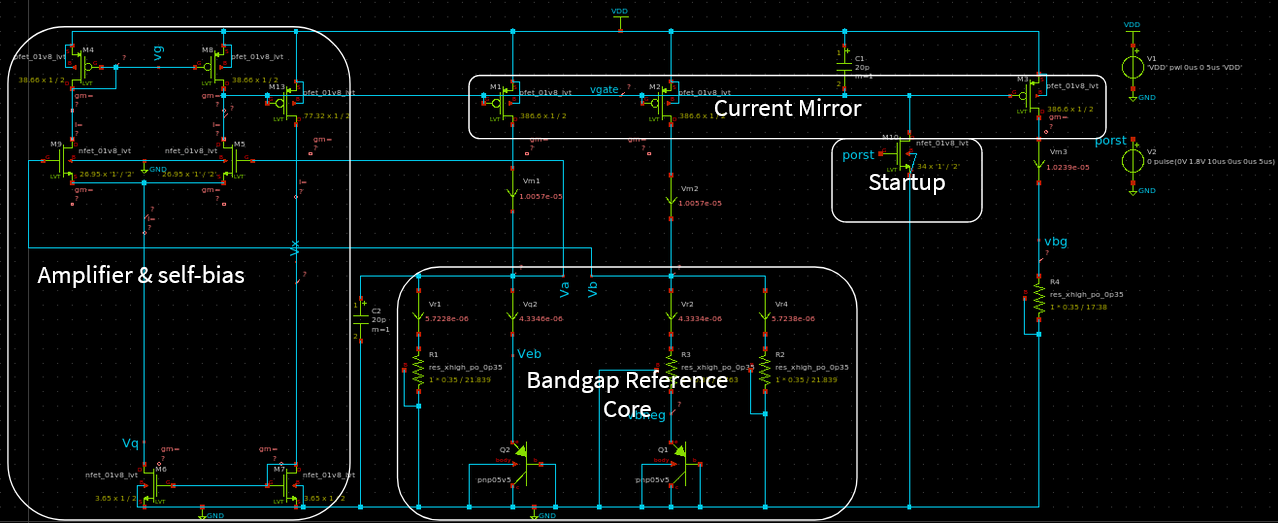 VDD
VDD
M4
vg
M8
pfet_01v8_lvt
pfet_01v8_lvt
38.66 x 1 / 2
LVT
38.66 x 1 / 2
LVT
M13
pfet_01v8_lvt
77.32 x 1 / 2
LVT
M1
pfet_01v8_lvt
386.6 x 1 / 2
LVT
vgate
M2
pfet_01v8_lvt
386.6 x 1 / 2
LVT
Current Mirror
C1
20p
m=1
M3
pfet_01v8_lvt
386.6 x 1 / 2
LVT
V1
'VDD' pwl 0us 0 5us 'VDD'
GND
gm=
gm=
gm=
gm=
gm=
gm=
M9
nfet_01v8_lvt
26.95 x '1' / '2'
LVT
nfet_01v8_lvt
M5
26.95 x '1' / '2'
LVT
GND
M10
nfet_01v8_lvt
34 x '1' / '2'
LVT
porst
Startup
Vm3
1.0239e-05
porst
V2
0 pulse(0V 1.8V 10us 0us 0us 5us)
GND
gm=
gm=
I=
I=
I=
Vm1
1.0057e-05
Vm2
1.0057e-05
Vx
vbg
Amplifier & self-bias
Va
Vb
C2
20p
m=1
Vr1
5.7228e-06
Vq2
4.3346e-06
Vr2
4.3334e-06
Vr4
5.7238e-06
R4
res_xhigh_po_0p35
1 * 0.35 / 17.38
Veb
R1
res_xhigh_po_0p35
1 * 0.35 / 21.839
R3
res_xhigh_po_0p35
R2
res_xhigh_po_0p35
1 * 0.35 / 21.839
Bandgap Reference
Core
Vq
gm=
gm=
M6
nfet_01v8_lvt
3.65 x 1 / 2
LVT
M7
nfet_01v8_lvt
3.65 x 1 / 2
LVT
GND
Q2
body
pnp05v5
Q1
body
pnp05v5
GND